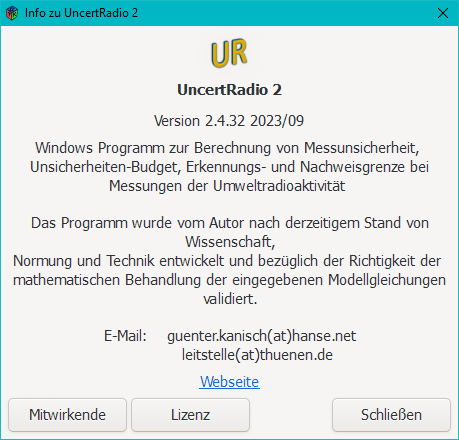 Info zu UncertRadio 2
UR
UncertRadio 2
Version 2.4.32 2023/09
Windows Programm zur Berechnung von Messunsicherheit,
Unsicherheiten-Budget, Erkennungs- und Nachweisgrenze bei
Messungen der Umweltradioaktivität
Das Programm wurde vom Autor nach derzeitigem Stand von
Wissenschaft,
Normung und Technik entwickelt und bezüglich der Richtigkeit der
mathematischen Behandlung der eingegebenen Modellgleichungen
validiert.
E-Mail: guenter.kanisch(at)hanse.net
leitstelle(at)thuenen.de
Webseite
Mitwirkende Lizenz Schließen